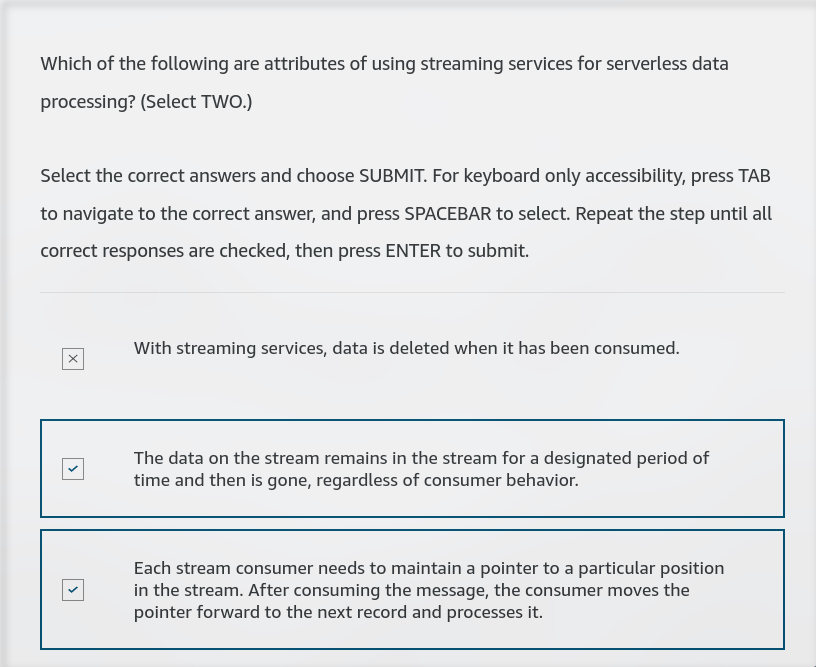 Which of the following are attributes of using streaming services for serverless data
processing? (Select TWO.)
Select the correct answers and choose SUBMIT. For keyboard only accessibility, press TAB
to navigate to the correct answer, and press SPACEBAR to select. Repeat the step until all
correct responses are checked, then press ENTER to submit.
With streaming services, data is deleted when it has been consumed.
The data on the stream remains in the stream for a designated period of
time and then is gone, regardless of consumer behavior.
Each stream consumer needs to maintain a pointer to a particular position
in the stream. After consuming the message, the consumer moves the
pointer forward to the next record and processes it.